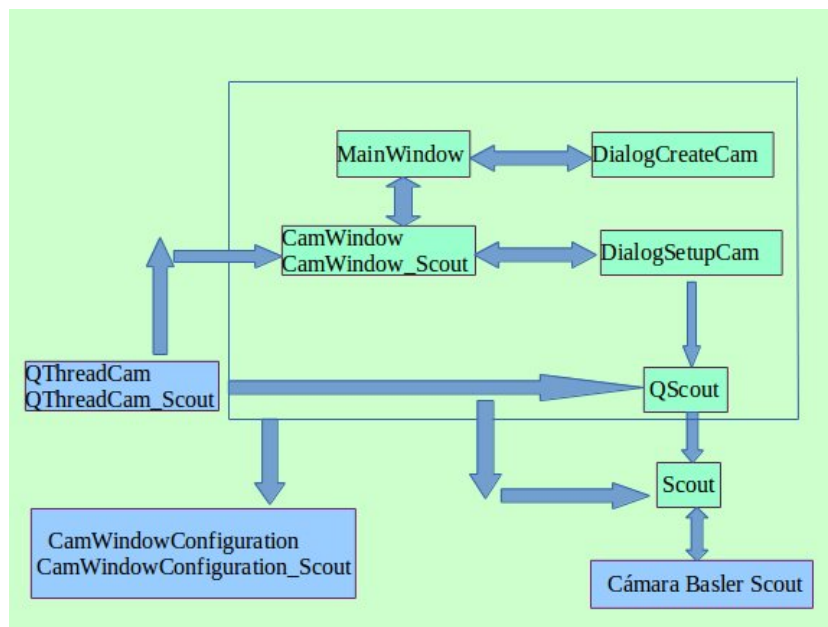 MainWindow
DialogCreateCam
CamWindow
CamWindow_Scout
DialogSetupCam
QThreadCam
QThreadCam_Scout
QScout
Scout
CamWindowConfiguration
CamWindowConfiguration_Scout
Cámara Basler Scout